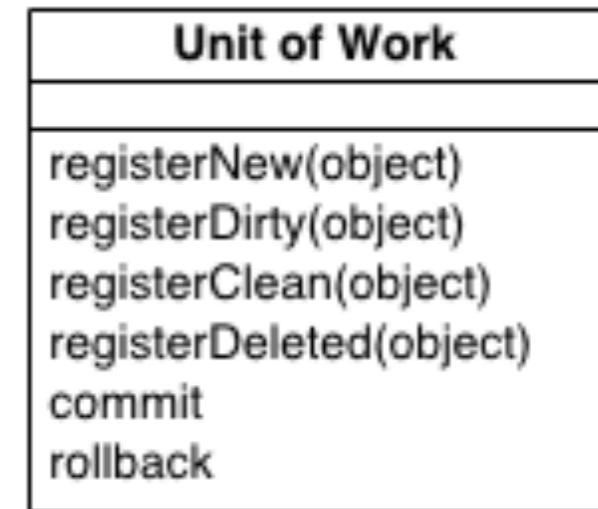 Unit of Work
registerNew(object)
registerDirty(object)
registerClean(object)
registerDeleted(object)
commit
rollback